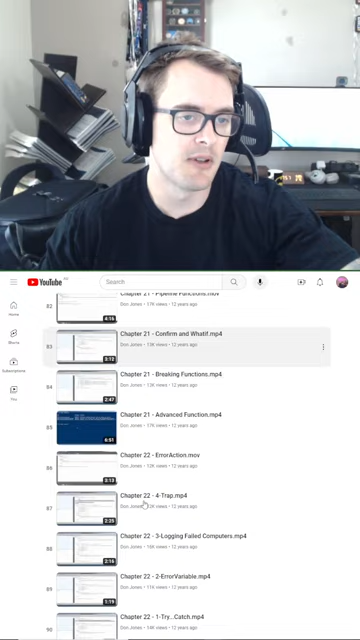 YouTube
Search
Home
Shorts
Subscriptions
You
82
Chapter 21 - Pipeline Functions.mov
Don Jones • 37K views • 12 years ago
4:15
83
Chapter 21 - Confirm and Whatif.mp4
Don Jones • 13K views • 12 years ago
3:12
84
Chapter 21 - Breaking Functions.mp4
2:47
85
Chapter 21 - Advanced Function.mp4
Don Jones • 17K views • 12 years ago
6:51
86
Chapter 22 - ErrorAction.mov
Don Jones • 12K views • 12 years ago
3:13
87
Chapter 22 - 4-Trap.mp4
Don Jones • 12K views • 12 years ago
2:25
88
Chapter 22 - 3-Logging Failed Computers.mp4
Don Jones • 16K views • 12 years ago
2:16
89
Chapter 22 - 2-ErrorVariable.mp4
Don Jones • 11K views • 12 years ago
1:19
90
Chapter 22 - 1-Try...Catch.mp4
Don Jones • 14K views • 12 years ago